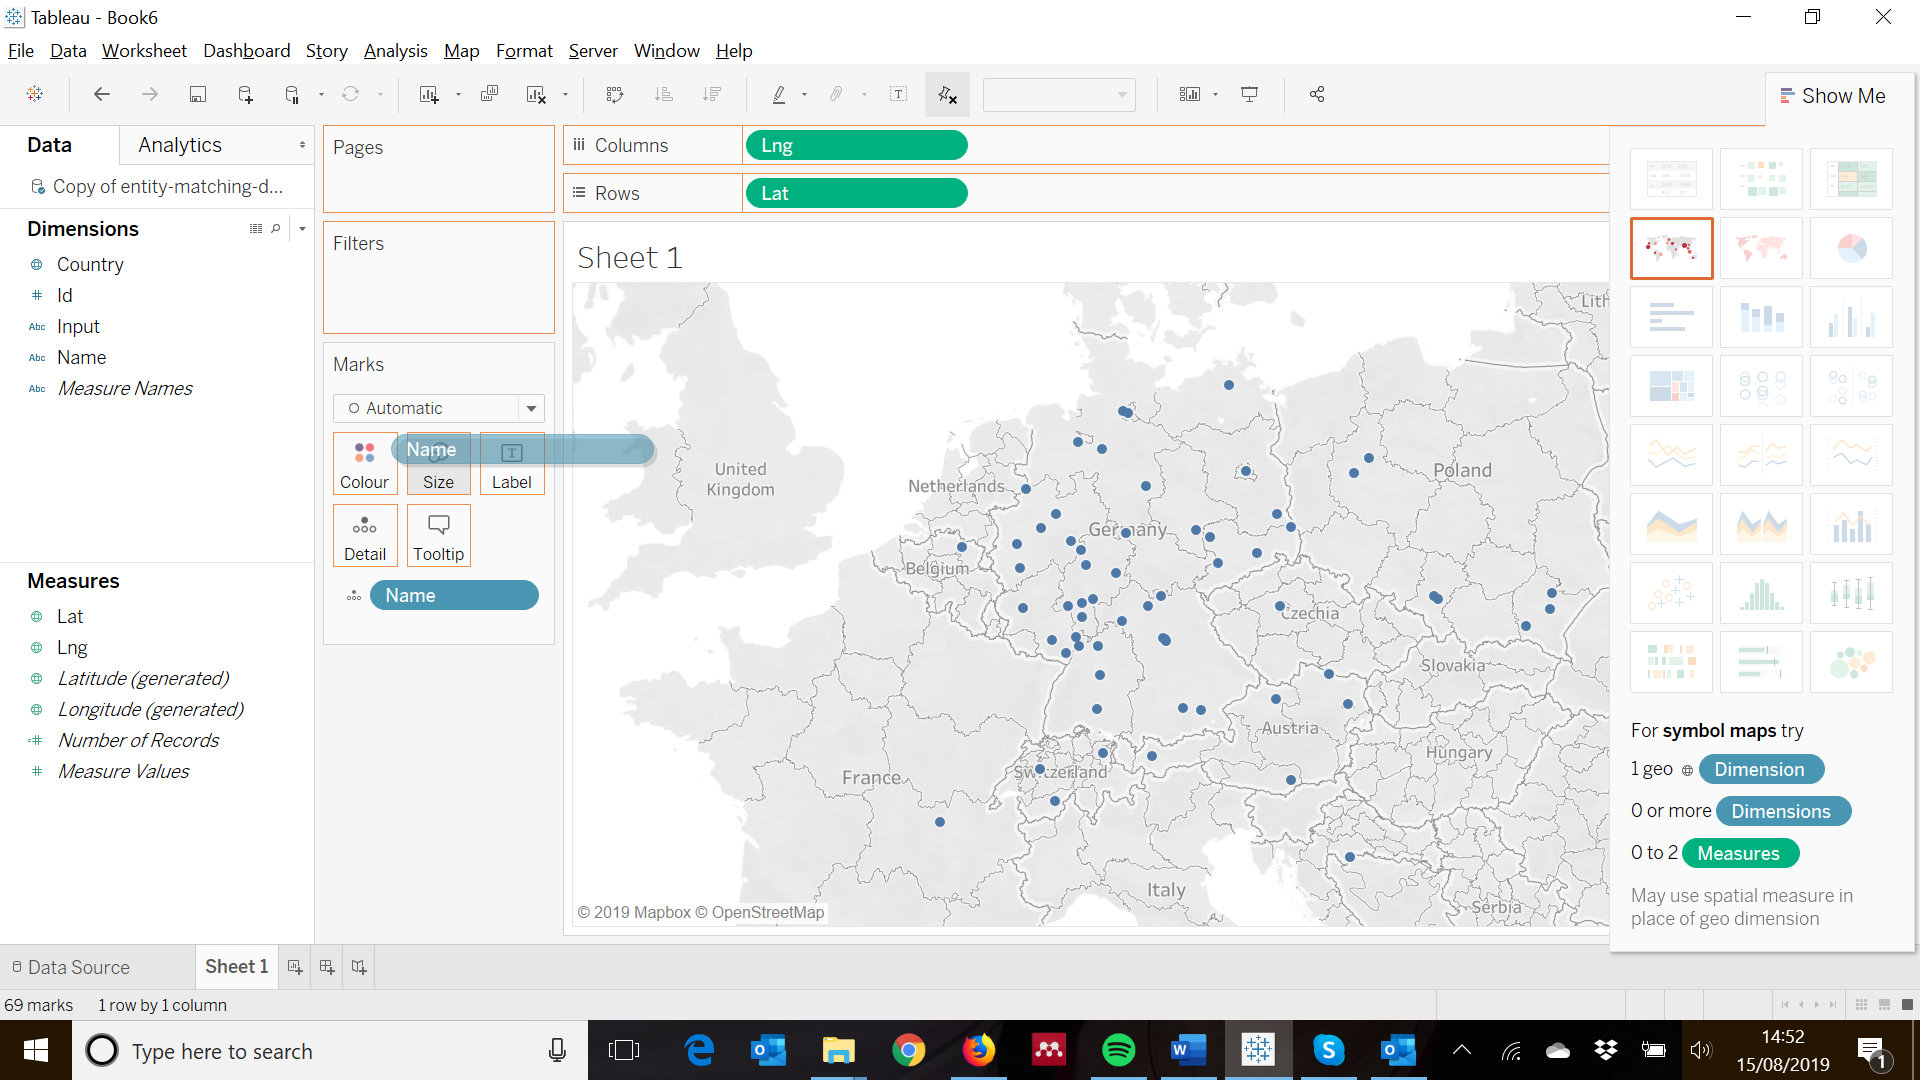 Tableau - Book6
File Data Worksheet Dashboard Story Analysis Map Format Server Window Help
Show Me
Data Analytics
Copy of entity-matching-d...
Dimensions
Country
Id
Abc Input
Abc Name
Abc Measure Names
Measures
Lat
Lng
Latitude (generated)
Longitude (generated)
Number of Records
Measure Values
Pages
Filters
Marks
Automatic
Name
Colour Size Label
Detail Tooltip
Name
Columns Lng
Rows Lat
Sheet 1
Lith
United
Kingdom
Netherlands
Poland
Germany
Belgium
Czechia
Slovakia
Austria
Hungary
France
Switzerland
Italy
Serbia
© 2019 Mapbox © OpenStreetMap
For symbol maps try
1 geo Dimension
0 or more Dimensions
0 to 2 Measures
May use spatial measure in
place of geo dimension
Data Source Sheet 1
69 marks 1 row by 1 column
Type here to search
14:52
15/08/2019
1